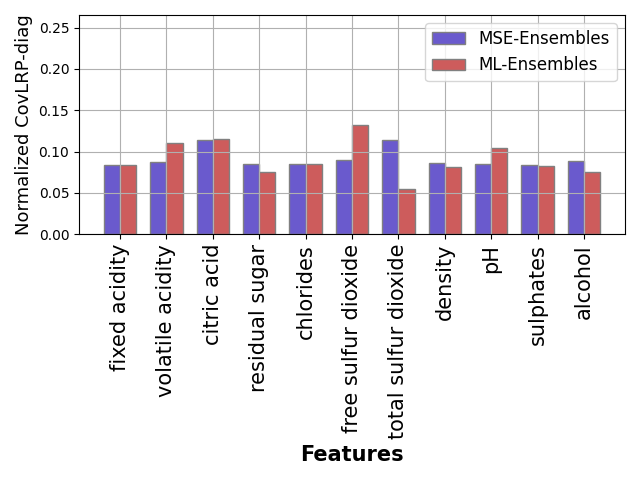 Normalized CovLRP-diag
0.25
0.20
0.15
0.10
0.05
0.00
MSE-Ensembles
ML-Ensembles
fixed acidity
volatile acidity
citric acid
residual sugar
chlorides
free sulfur dioxide
total sulfur dioxide
density
pH
sulphates
alcohol
Features